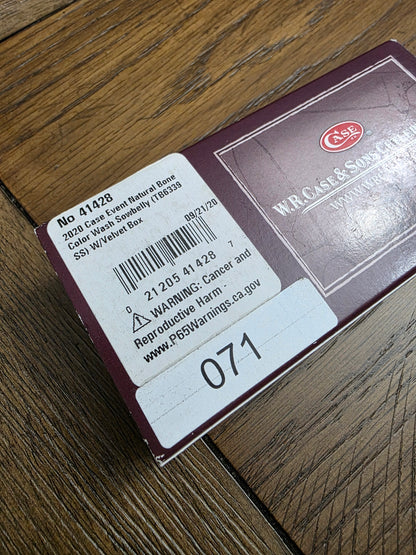 No 41428
2020 Case Event Natural Bone
Color Wash Sowbelly (TB6339
SS) W/Velvet Box
09/21/20
0 21205 41428 7
WARNING: Cancer and
Reproductive Harm -
www.P65Warnings.ca.gov
071
CASE
W.R. CASE & SONS